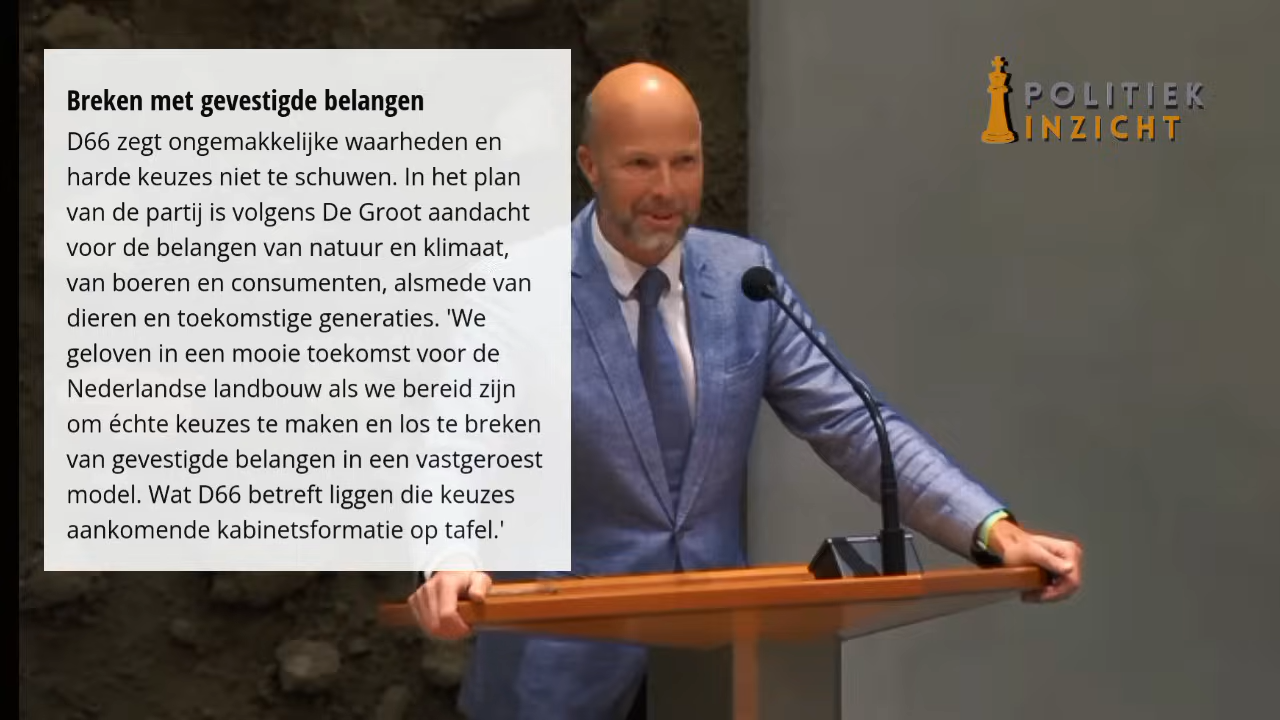 Breken met gevestigde belangen
D66 zegt ongemakkelijke waarheden en
harde keuzes niet te schuwen. In het plan
van de partij is volgens De Groot aandacht
voor de belangen van natuur en klimaat,
van boeren en consumenten, alsmede van
dieren en toekomstige generaties. 'We
geloven in een mooie toekomst voor de
Nederlandse landbouw als we bereid zijn
om échte keuzes te maken en los te breken
van gevestigde belangen in een vastgeroest
model. Wat D66 betreft liggen die keuzes
aankomende kabinetsformatie op tafel.'
POLITIEK
INZICHT